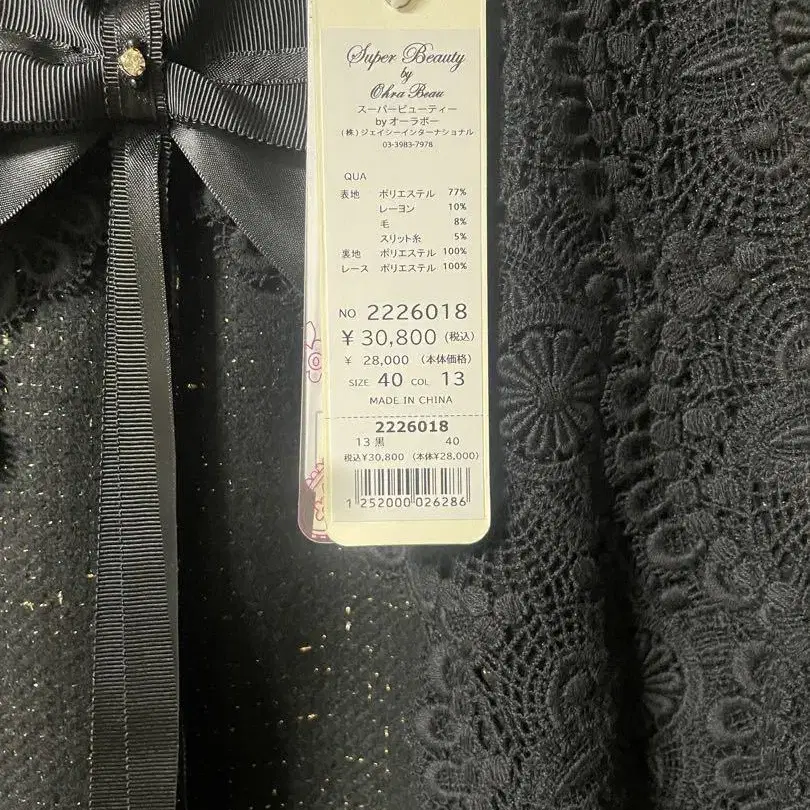 Super Beauty
by
Ohra Beau
スーパービューティー
by オーラボー
(株)ジェイシーインターナショナル
03-3983-7978
QUA
表地 ポリエステル 77%
レーヨン 10%
毛 8%
スリット糸 5%
裏地 ポリエステル 100%
レース ポリエステル 100%
NO 2226018
¥ 30,800 (税込)
¥ 28,000 (本体価格)
SIZE 40 COL 13
MADE IN CHINA
2226018
13 黒 40
税込¥30,800 (本体¥28,000)
1 252000 026286